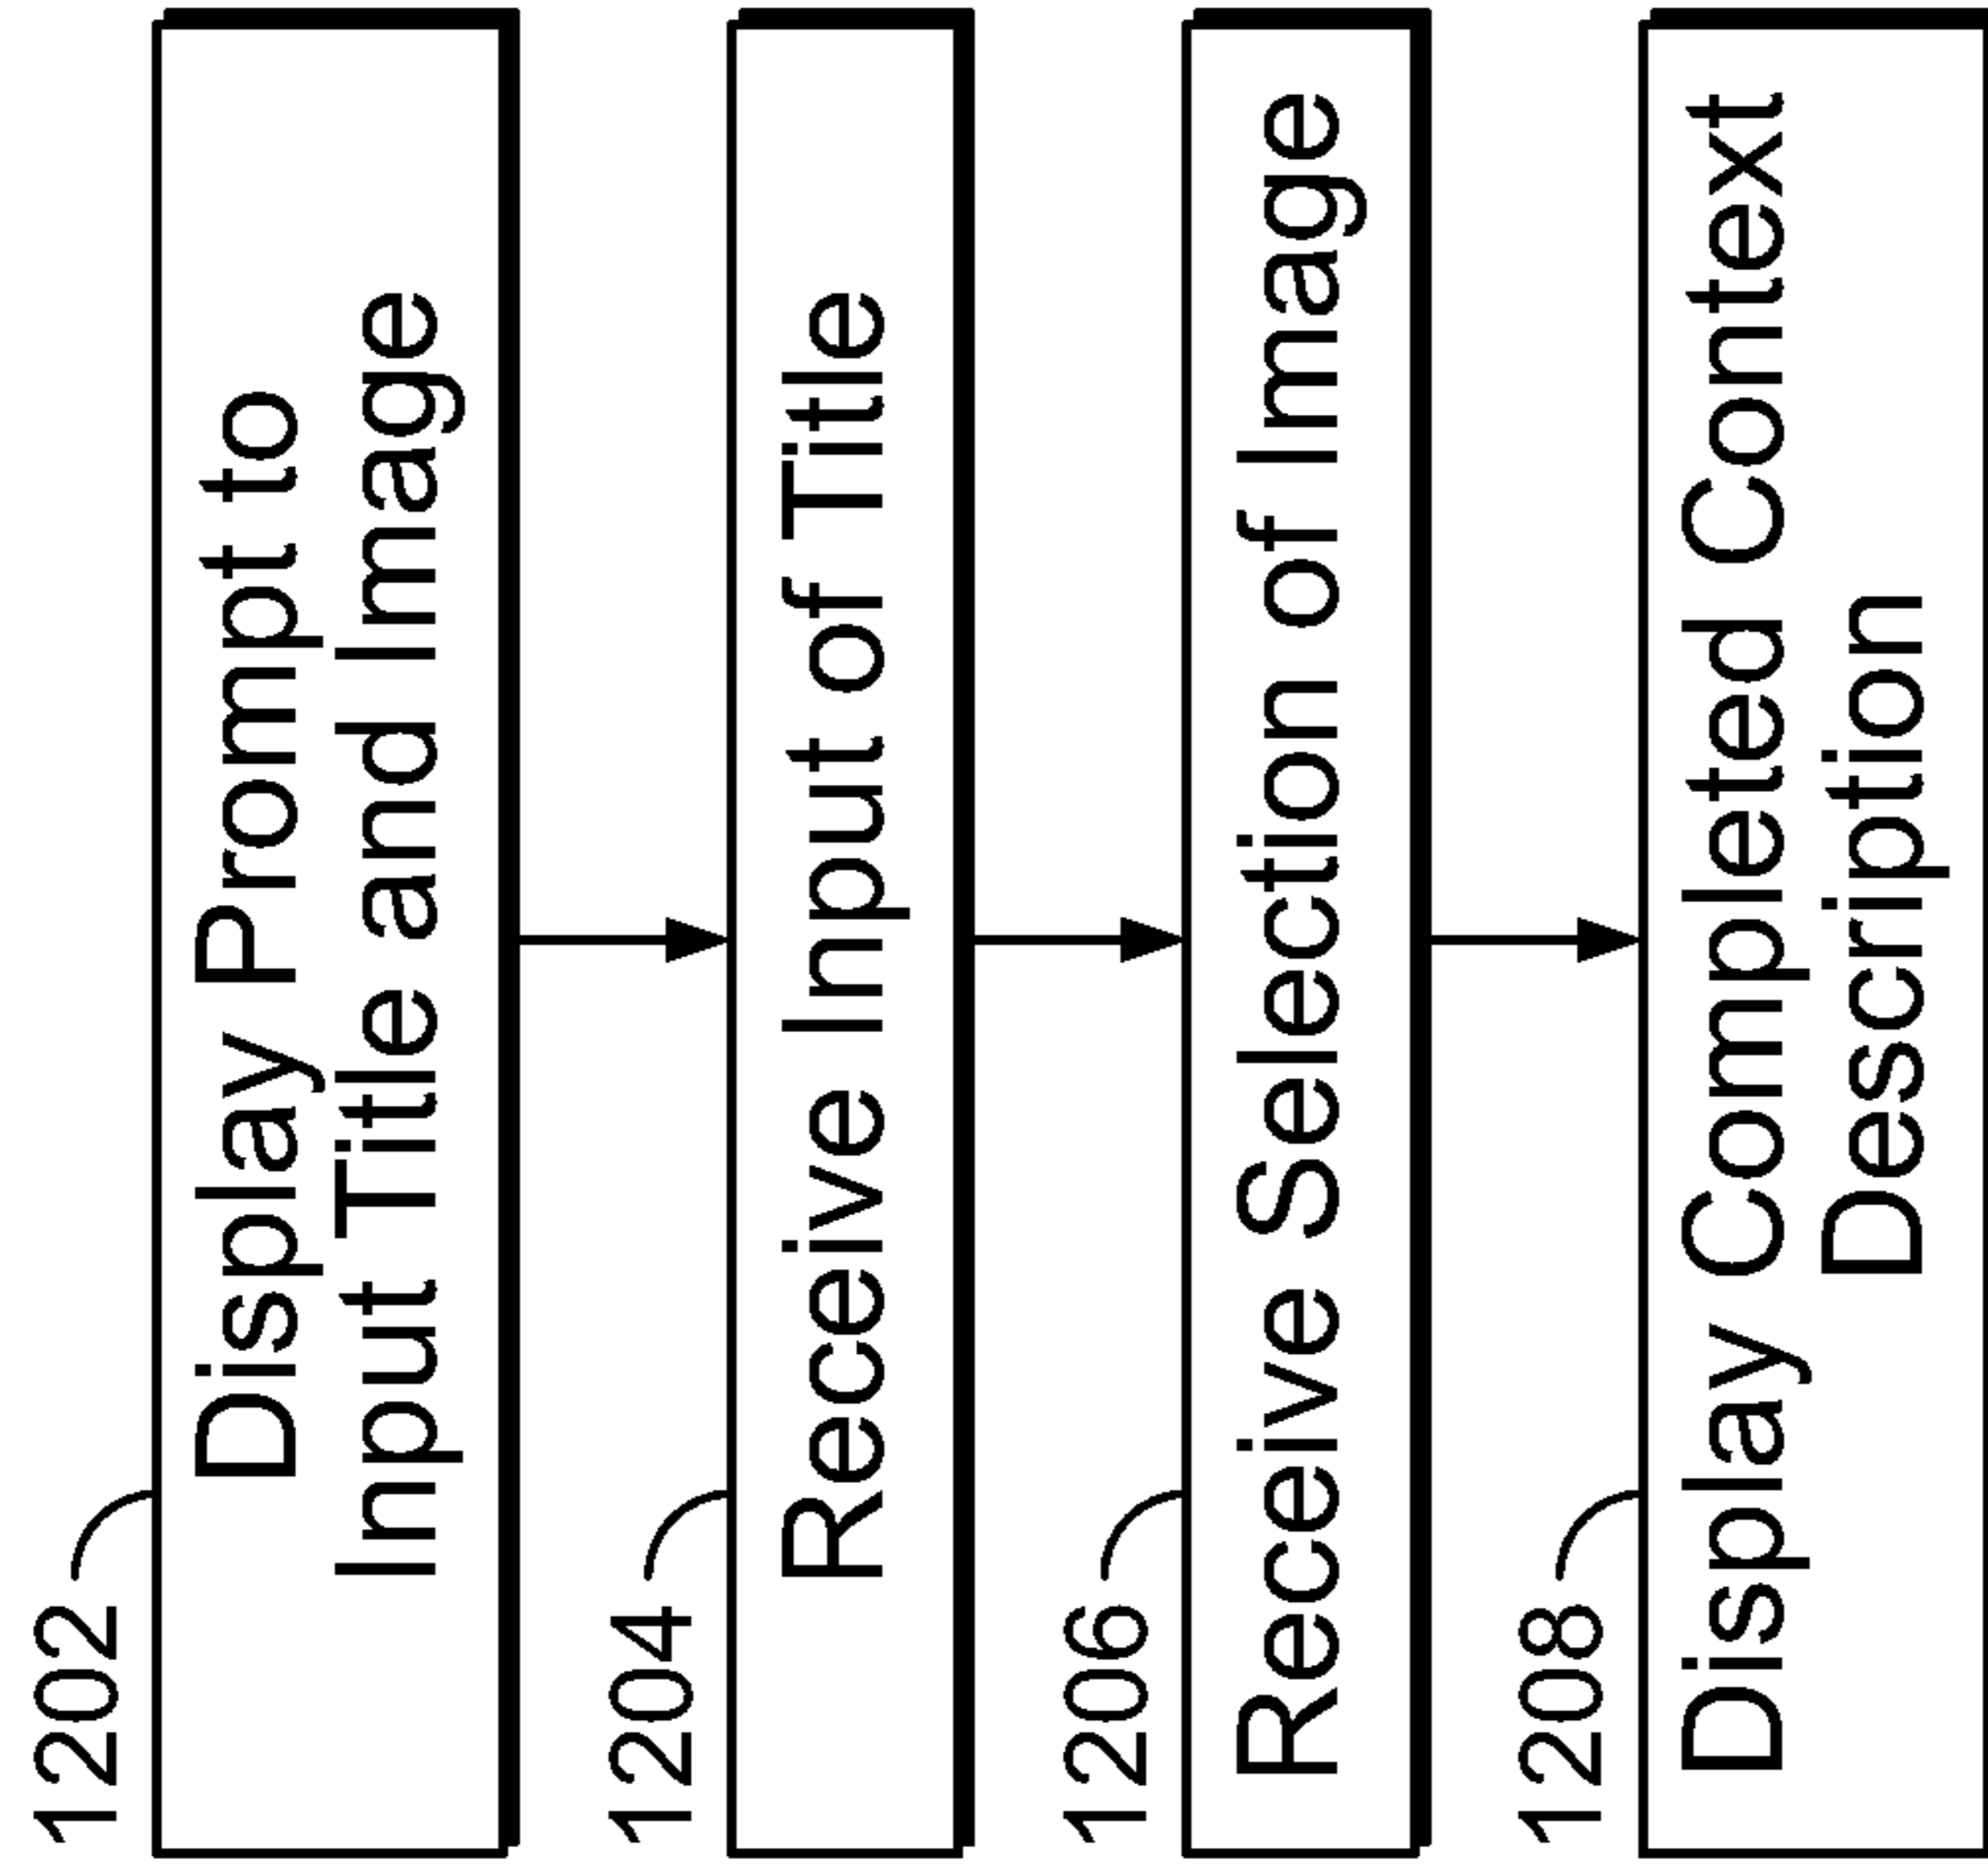 1202
Display Prompt to
Input Title and Image
1204
Receive Input of Title
1206
Receive Selection of Image
1208
Display Completed Context
Description